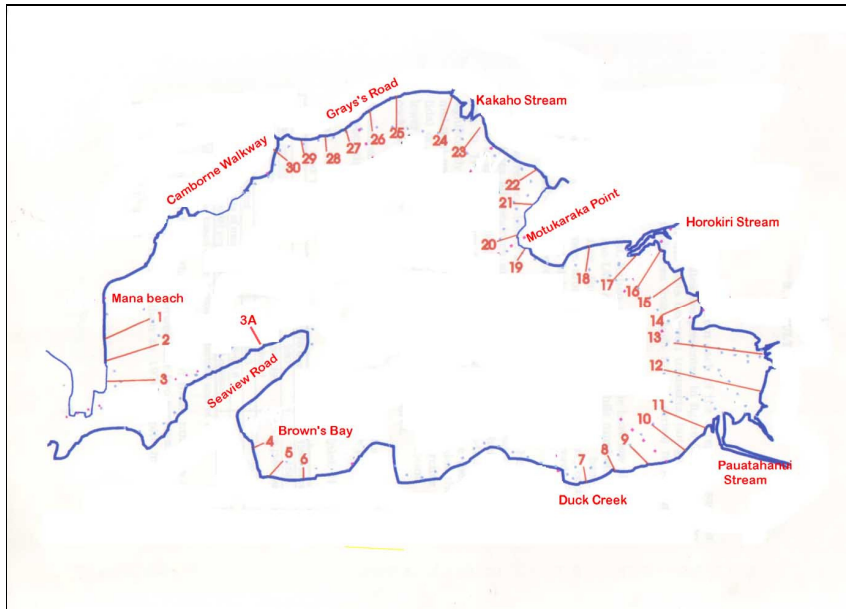 Grays's Road
Kakaho Stream
25
26
24
27
23
28
29
30
Camborne Walkway
22
21
Motukaraka Point
20
19
Horokiri Stream
18
17
16
15
14
13
12
11
10
9
8
7
Mana beach
1
2
3
3A
Seaview Road
Brown's Bay
4
5
6
Duck Creek
Pauatahanui
Stream